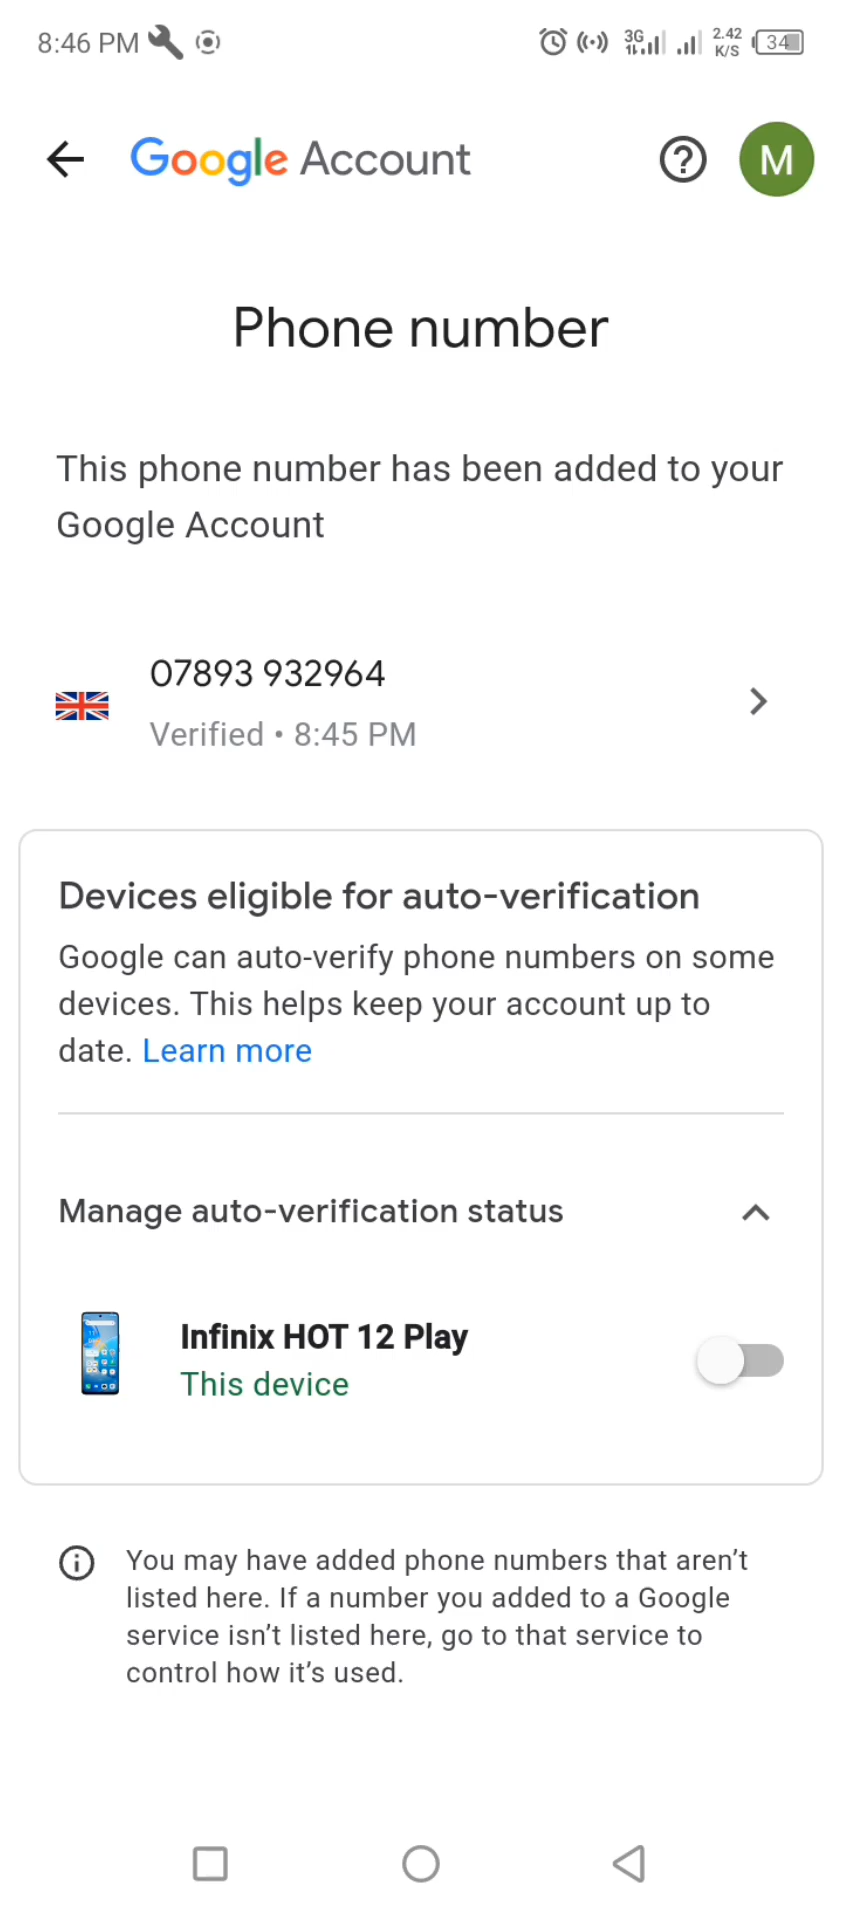 8:46 PM 3G 2.42 K/S 34
Google Account M
Phone number
This phone number has been added to your
Google Account
07893 932964
Verified • 8:45 PM
Devices eligible for auto-verification
Google can auto-verify phone numbers on some
devices. This helps keep your account up to
date. Learn more
Manage auto-verification status
Infinix HOT 12 Play
This device
You may have added phone numbers that aren’t
listed here. If a number you added to a Google
service isn’t listed here, go to that service to
control how it’s used.